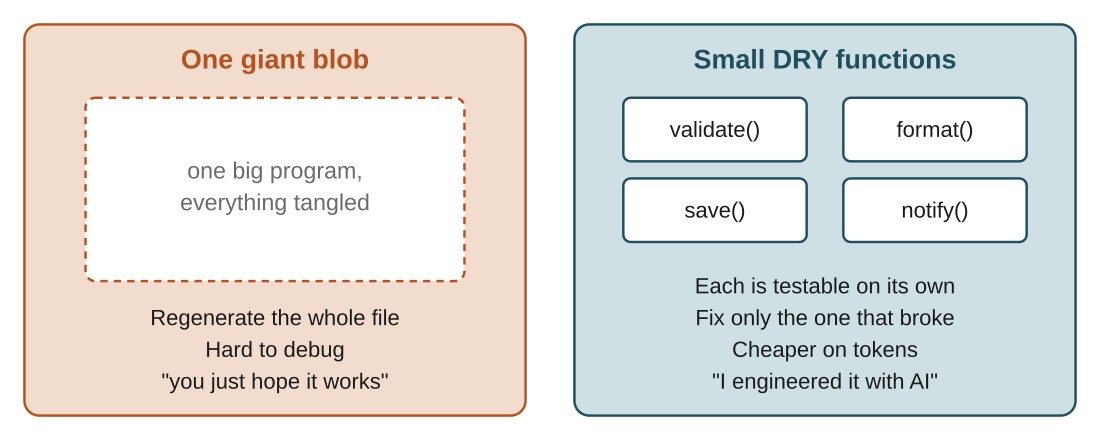 One giant blob
one big program,
everything tangled
Regenerate the whole file
Hard to debug
"you just hope it works"
Small DRY functions
validate()
format()
save()
notify()
Each is testable on its own
Fix only the one that broke
Cheaper on tokens
"I engineered it with AI"